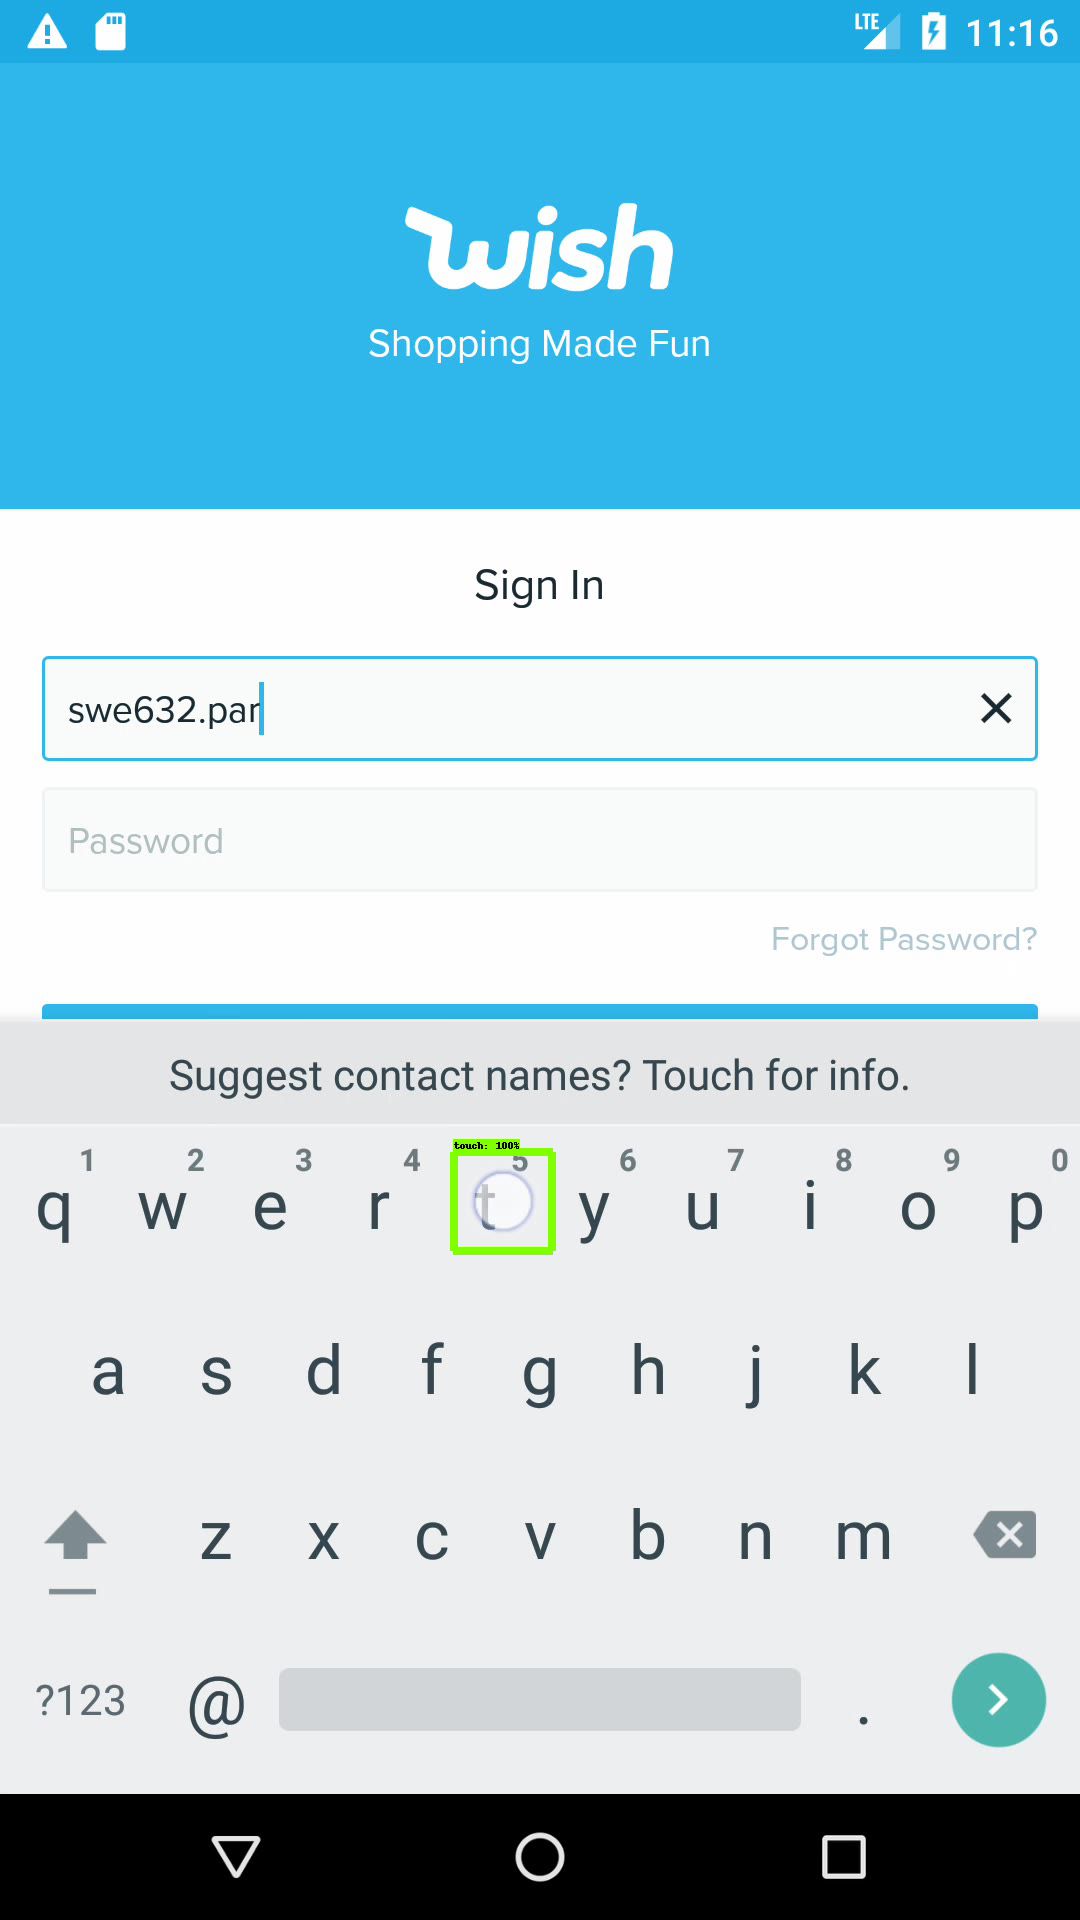 LTE 11:16
wish
Shopping Made Fun
Sign In
swe632.par
Password
Forgot Password?
Suggest contact names? Touch for info.
touch: 100%
1 2 3 4 5 6 7 8 9 0
q w e r t y u i o p
a s d f g h j k l
z x c v b n m
?123 @ .